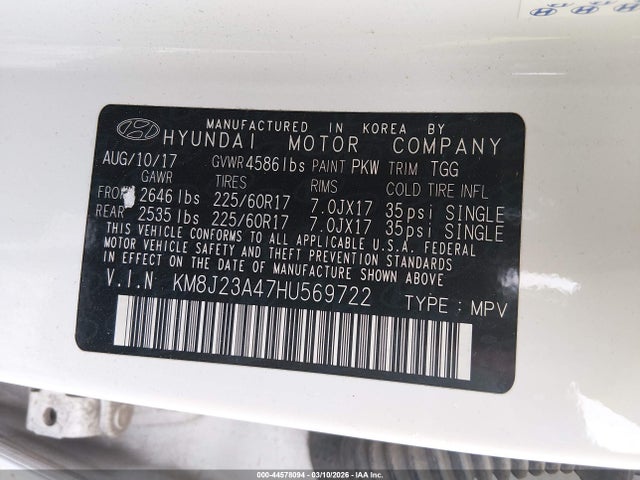 MANUFACTURED IN KOREA BY
HYUNDAI MOTOR COMPANY
AUG/10/17 GVWR 4586lbs PAINT PKW TRIM TGG
GAWR TIRES RIMS COLD TIRE INFL
FRONT 2646 lbs 225/60R17 7.0JX17 35psi SINGLE
REAR 2535 lbs 225/60R17 7.0JX17 35psi SINGLE
THIS VEHICLE CONFORMS TO ALL APPLICABLE U.S.A. FEDERAL
MOTOR VEHICLE SAFETY AND THEFT PREVENTION STANDARDS
IN EFFECT ON THE DATE OF MANUFACTURE SHOWN ABOVE
V.I.N. KM8J23A47HU569722 TYPE : MPV
000-44578094 - 03/10/2026 - IAA Inc.